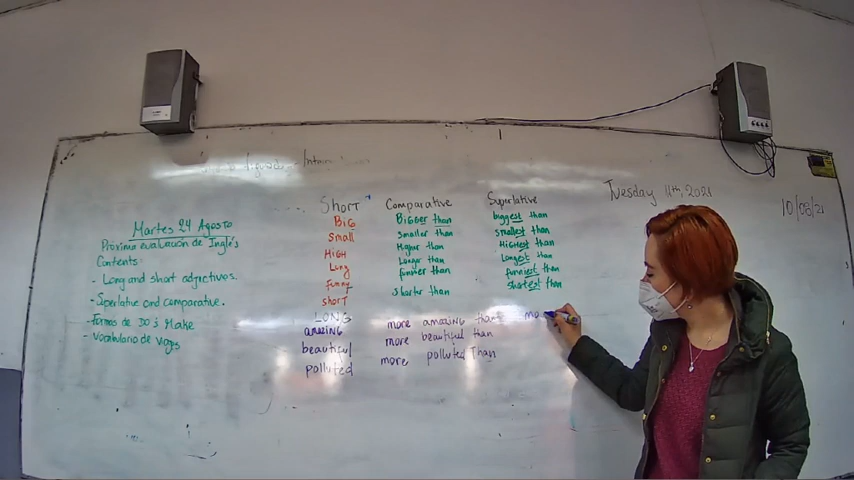 Tuesday 11th, 2021
10/08/21
Martes 24 Agosto
Próxima evaluación de Inglés
Contents:
- Long and short adjectives.
- Superlative and comparative.
- Formas de DO & Make
- Vocabulario de viajes
Short Comparative Superlative
BIG BIGGer than biggest than
Small smaller than smallest than
HIGH Higher than HIGHest than
Long Longer than Longest than
funny funnier than funniest than
short shorter than shortest than
LONG
amazing more amazing than mo
beautiful more beautiful than
polluted more polluted Than